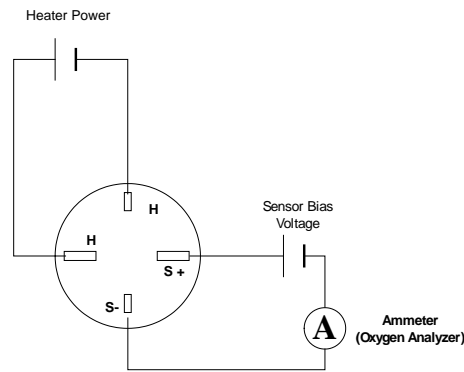 Heater Power
H
H
S +
S-
Sensor Bias
Voltage
A
Ammeter
(Oxygen Analyzer)